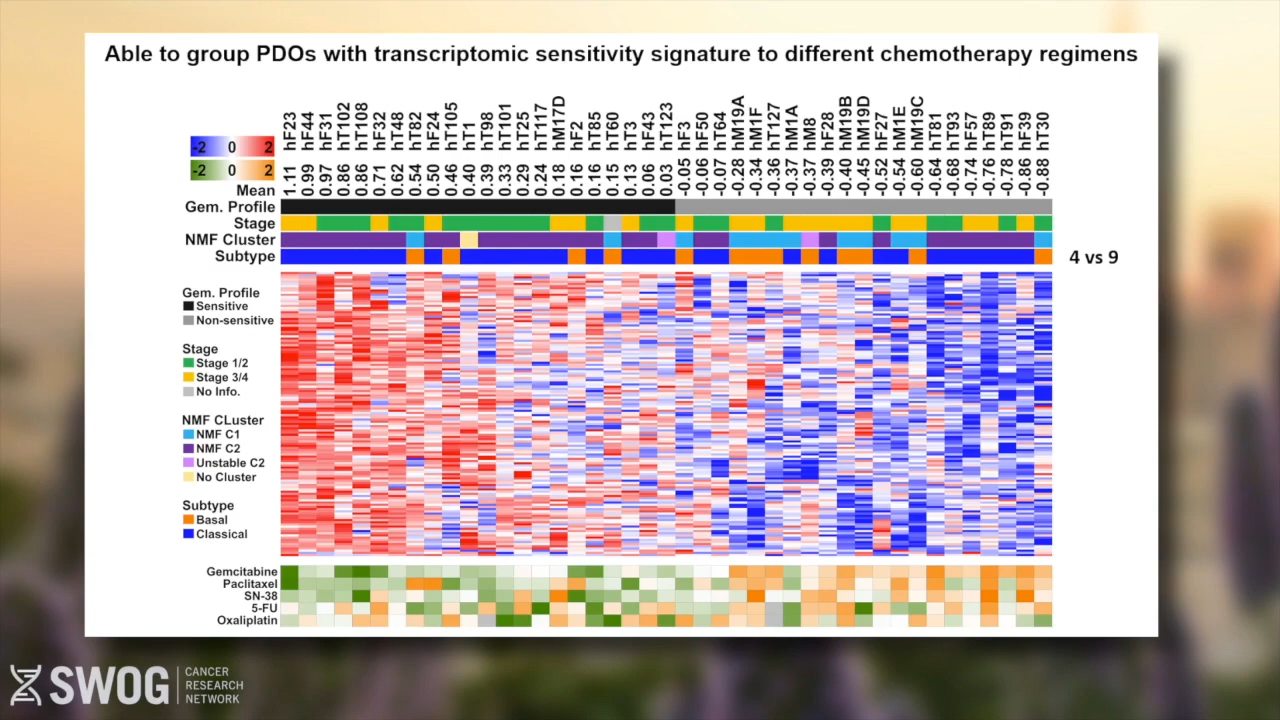 Able to group PDOs with transcriptomic sensitivity signature to different chemotherapy regimens
hF23 hF44 hF31 hT102 hT108 hF32 hT48 hT82 hF24 hT105 hT1 hT98 hT101 hT25 hT117 hM17D hF2 hT85 hT60 hT3 hF43 hT123 hF3 hF50 hT64 hM19A hM1F hT127 hM1A hM8 hF28 hM19B hM19D hF27 hM1E hM19C hT81 hT93 hF57 hT89 hT91 hF39 hT30
-2 0 2
-2 0 2
Mean 1.11 0.99 0.97 0.86 0.86 0.71 0.62 0.54 0.50 0.46 0.40 0.39 0.33 0.29 0.24 0.18 0.16 0.16 0.15 0.13 0.06 0.03 -0.05 -0.06 -0.07 -0.28 -0.34 -0.36 -0.37 -0.37 -0.39 -0.40 -0.45 -0.52 -0.54 -0.60 -0.64 -0.68 -0.74 -0.76 -0.78 -0.86 -0.88
Gem. Profile
Stage
NMF Cluster
Subtype
4 vs 9
Gem. Profile
Sensitive
Non-sensitive
Stage
Stage 1/2
Stage 3/4
No Info.
NMF CLuster
NMF C1
NMF C2
Unstable C2
No Cluster
Subtype
Basal
Classical
Gemcitabine
Paclitaxel
SN-38
5-FU
Oxaliplatin
SWOG
CANCER
RESEARCH
NETWORK